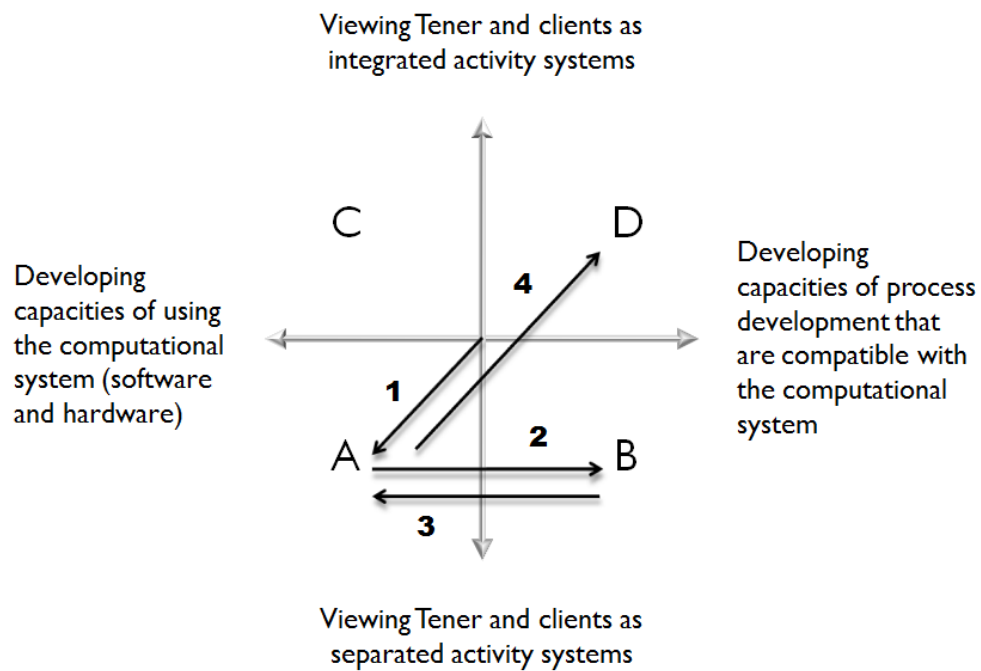 Viewing Tener and clients as
integrated activity systems
C
D
4
Developing
capacities of using
the computational
system (software
and hardware)
Developing
capacities of process
development that
are compatible with
the computational
system
1
2
A
B
3
Viewing Tener and clients as
separated activity systems